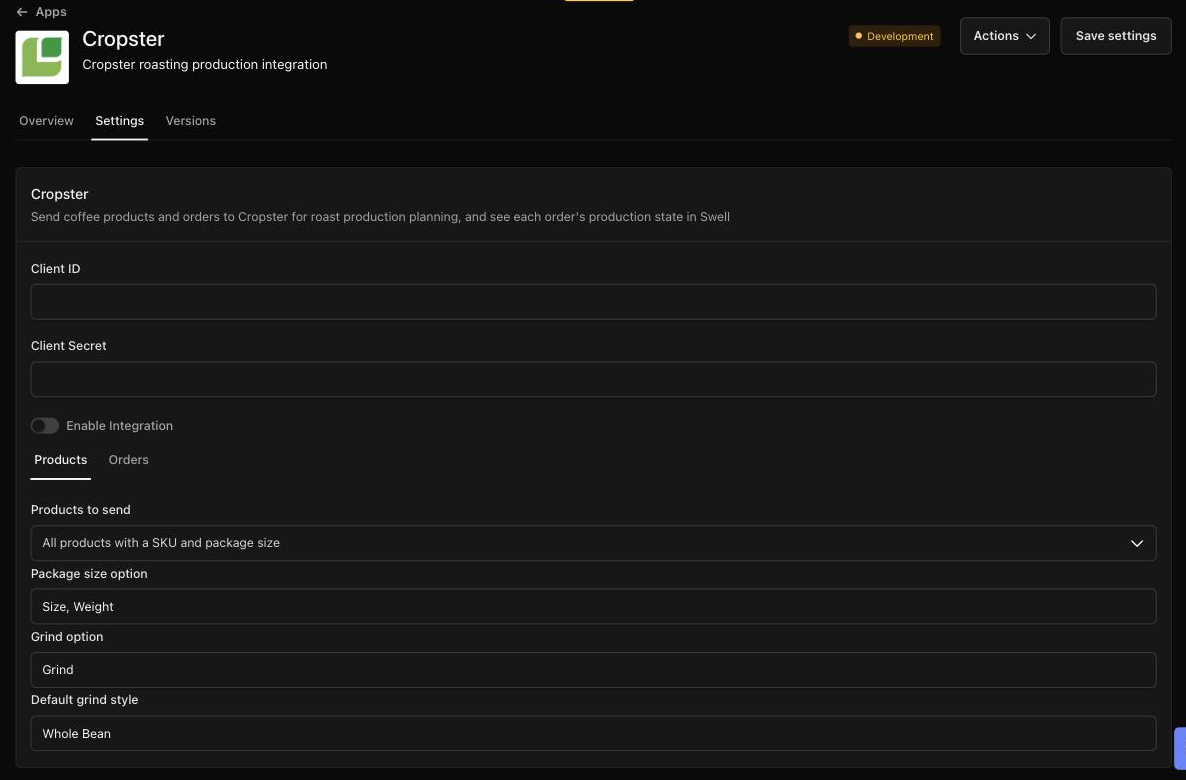 ← Apps
Cropster
Cropster roasting production integration
Development
Actions
Save settings
Overview
Settings
Versions
Cropster
Send coffee products and orders to Cropster for roast production planning, and see each order's production state in Swell
Client ID
Client Secret
Enable Integration
Products
Orders
Products to send
All products with a SKU and package size
Package size option
Size, Weight
Grind option
Grind
Default grind style
Whole Bean